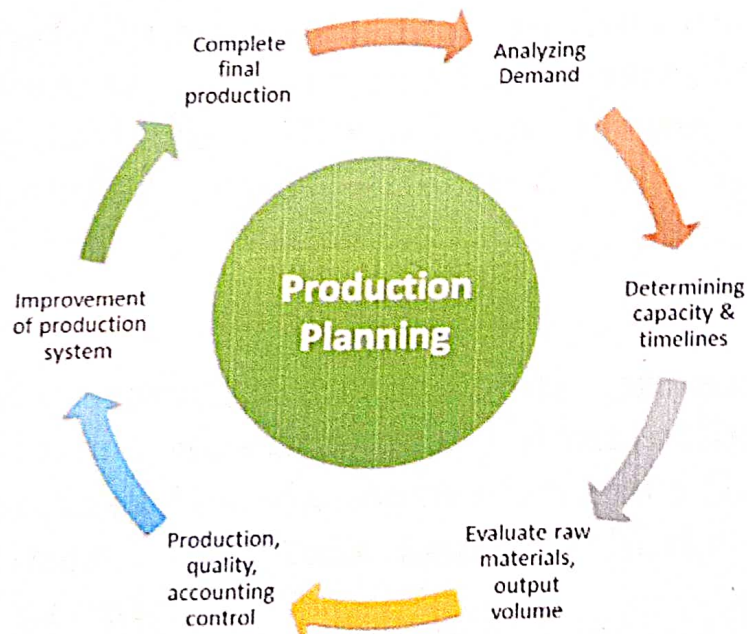 Complete
final
production
Analyzing
Demand
Determining
capacity &
timelines
Evaluate raw
materials,
output
volume
Production,
quality,
accounting
control
Improvement
of production
system
Production
Planning